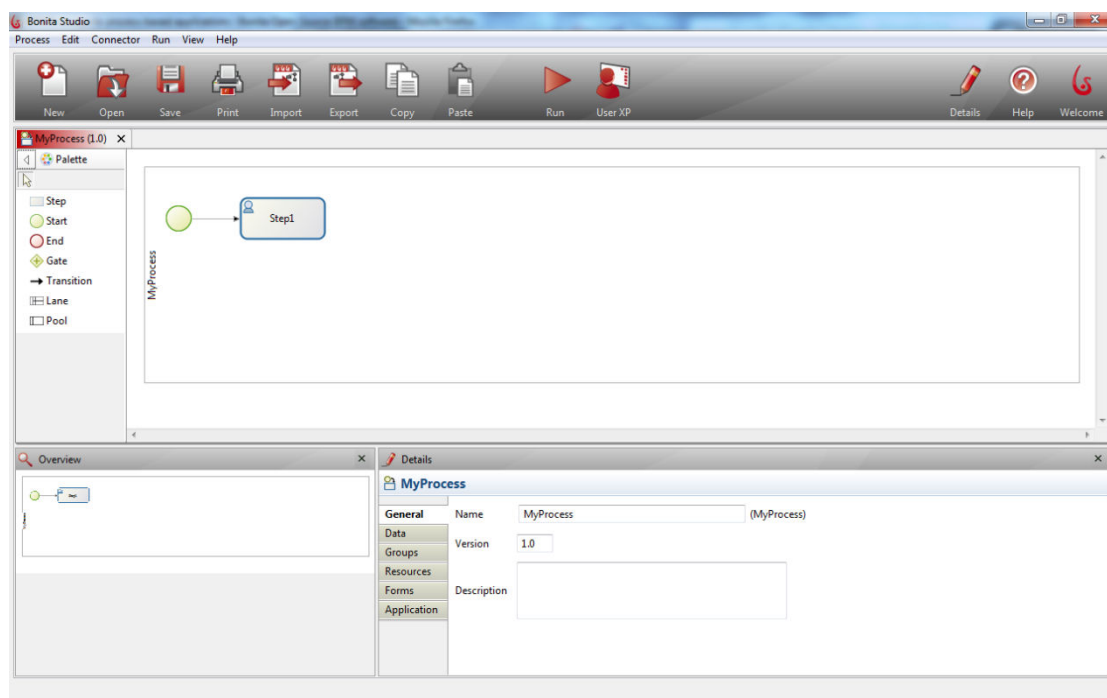 Bonita Studio
Process Edit Connector Run View Help
New Open Save Print Import Export Copy Paste Run User XP Details Help Welcome
MyProcess (1.0)
Palette
Step
Start
End
Gate
Transition
Lane
Pool
Step1
MyProcess
Overview
Details
MyProcess
General
Data
Groups
Resources
Forms
Application
Name MyProcess (MyProcess)
Version 1.0
Description